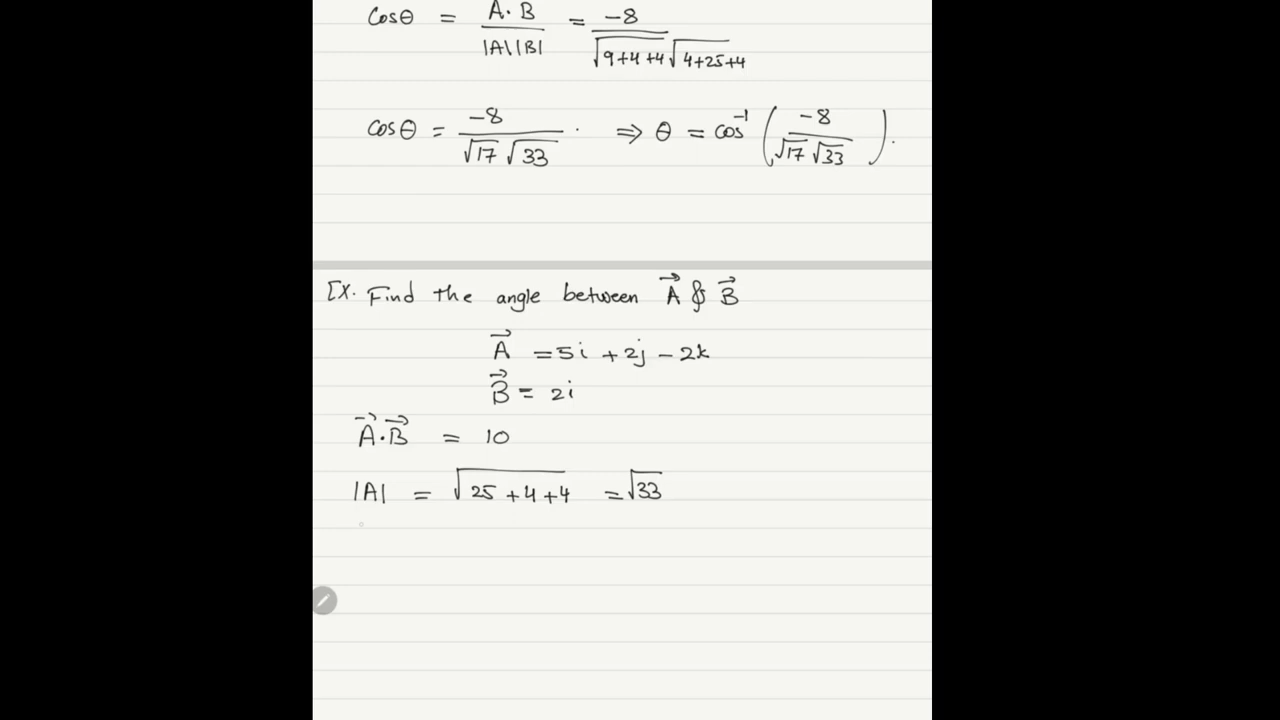 cosθ = A·B / |A||B| = -8 / √(9+4+4) √(4+25+4)
cosθ = -8 / √17 √33 . ⇒ θ = cos⁻¹ ( -8 / √17 √33 ).
Ex. Find the angle between A⃗ & B⃗
A⃗ = 5i + 2j - 2k
B⃗ = 2i
A⃗·B⃗ = 10
|A| = √(25+4+4) = √33